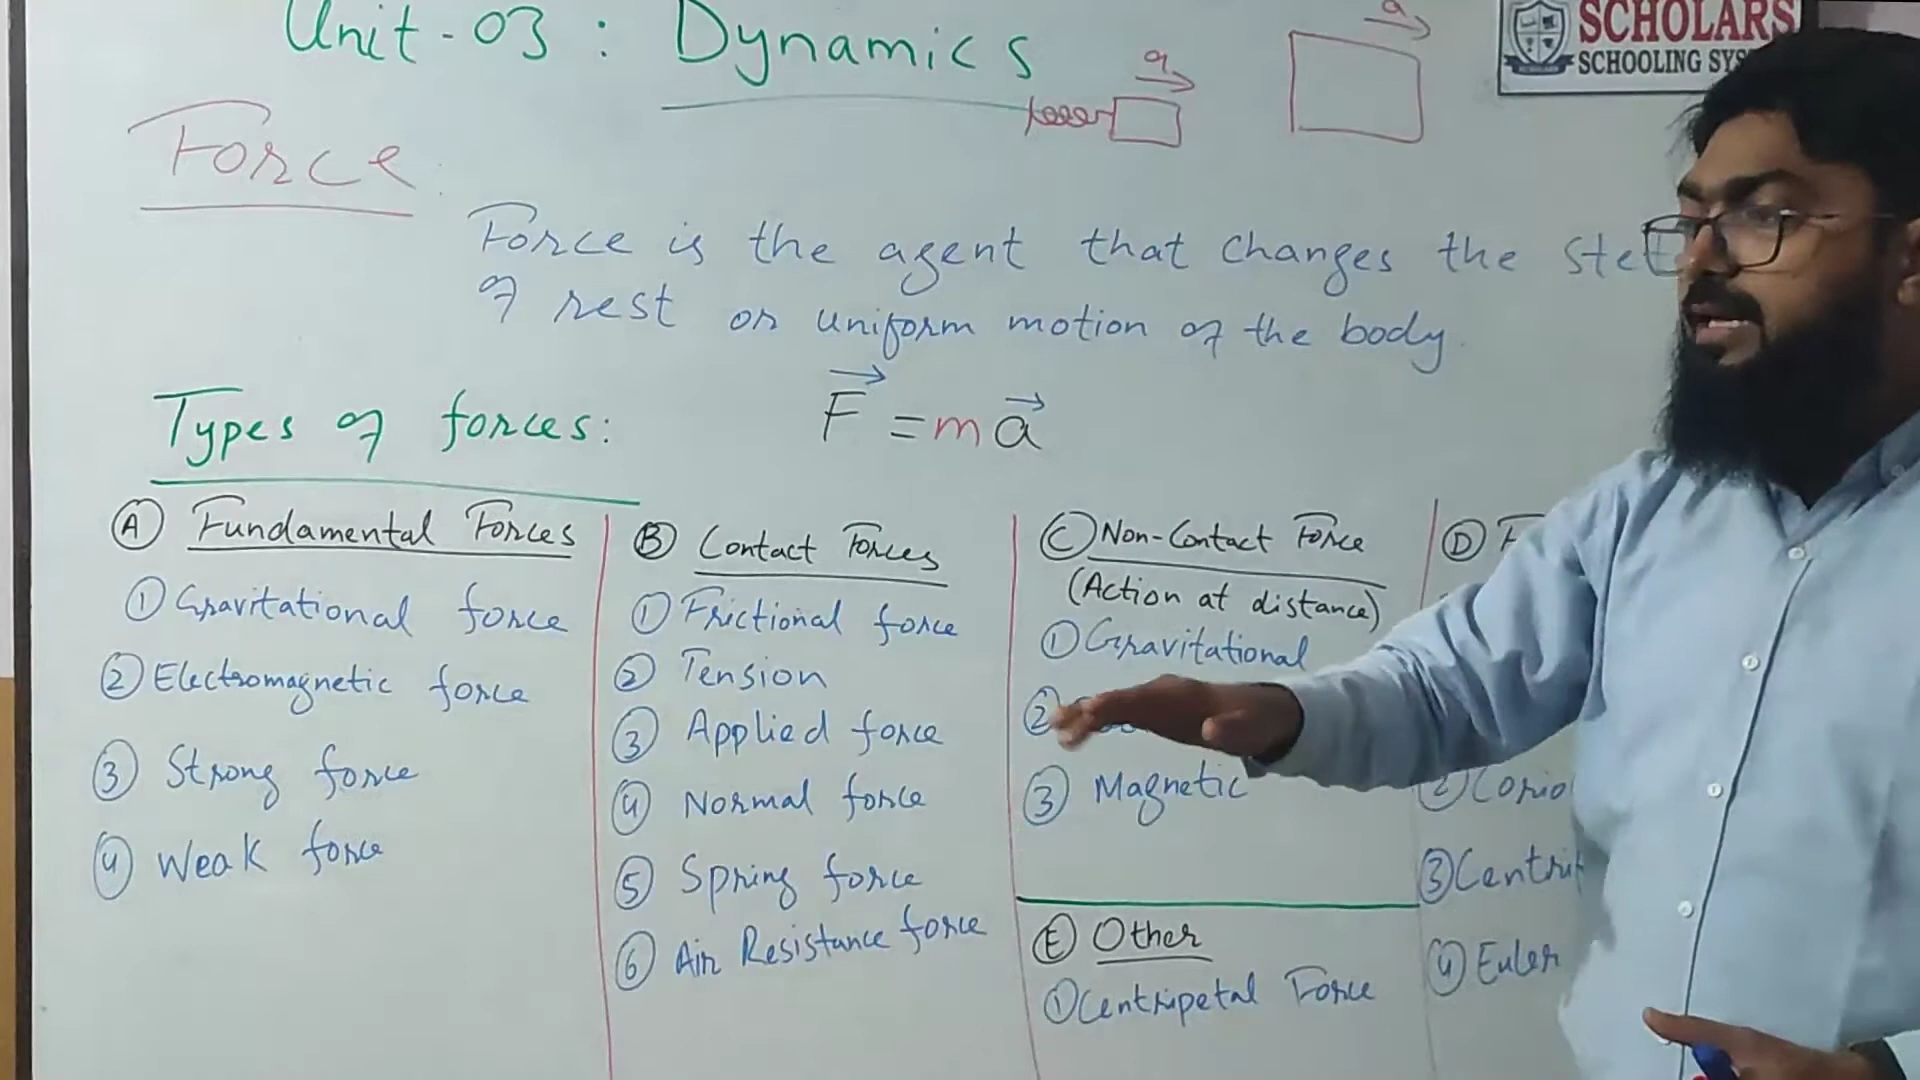 Unit-03 : Dynamics
a
a
SCHOLARS
SCHOOLING
Force
Force is the agent that changes the
of rest or uniform motion of the body.
Types of forces:
F = ma
A Fundamental Forces
1 Gravitational force
2 Electromagnetic force
3 Strong force
4 Weak force
B Contact Forces
1 Frictional force
2 Tension
3 Applied force
4 Normal force
5 Spring force
6 Air Resistance force
C Non-Contact Force
(Action at distance)
1 Gravitational
2
3 Magnetic
E Other
1 Centripetal Force
D
2
3
4 Euler